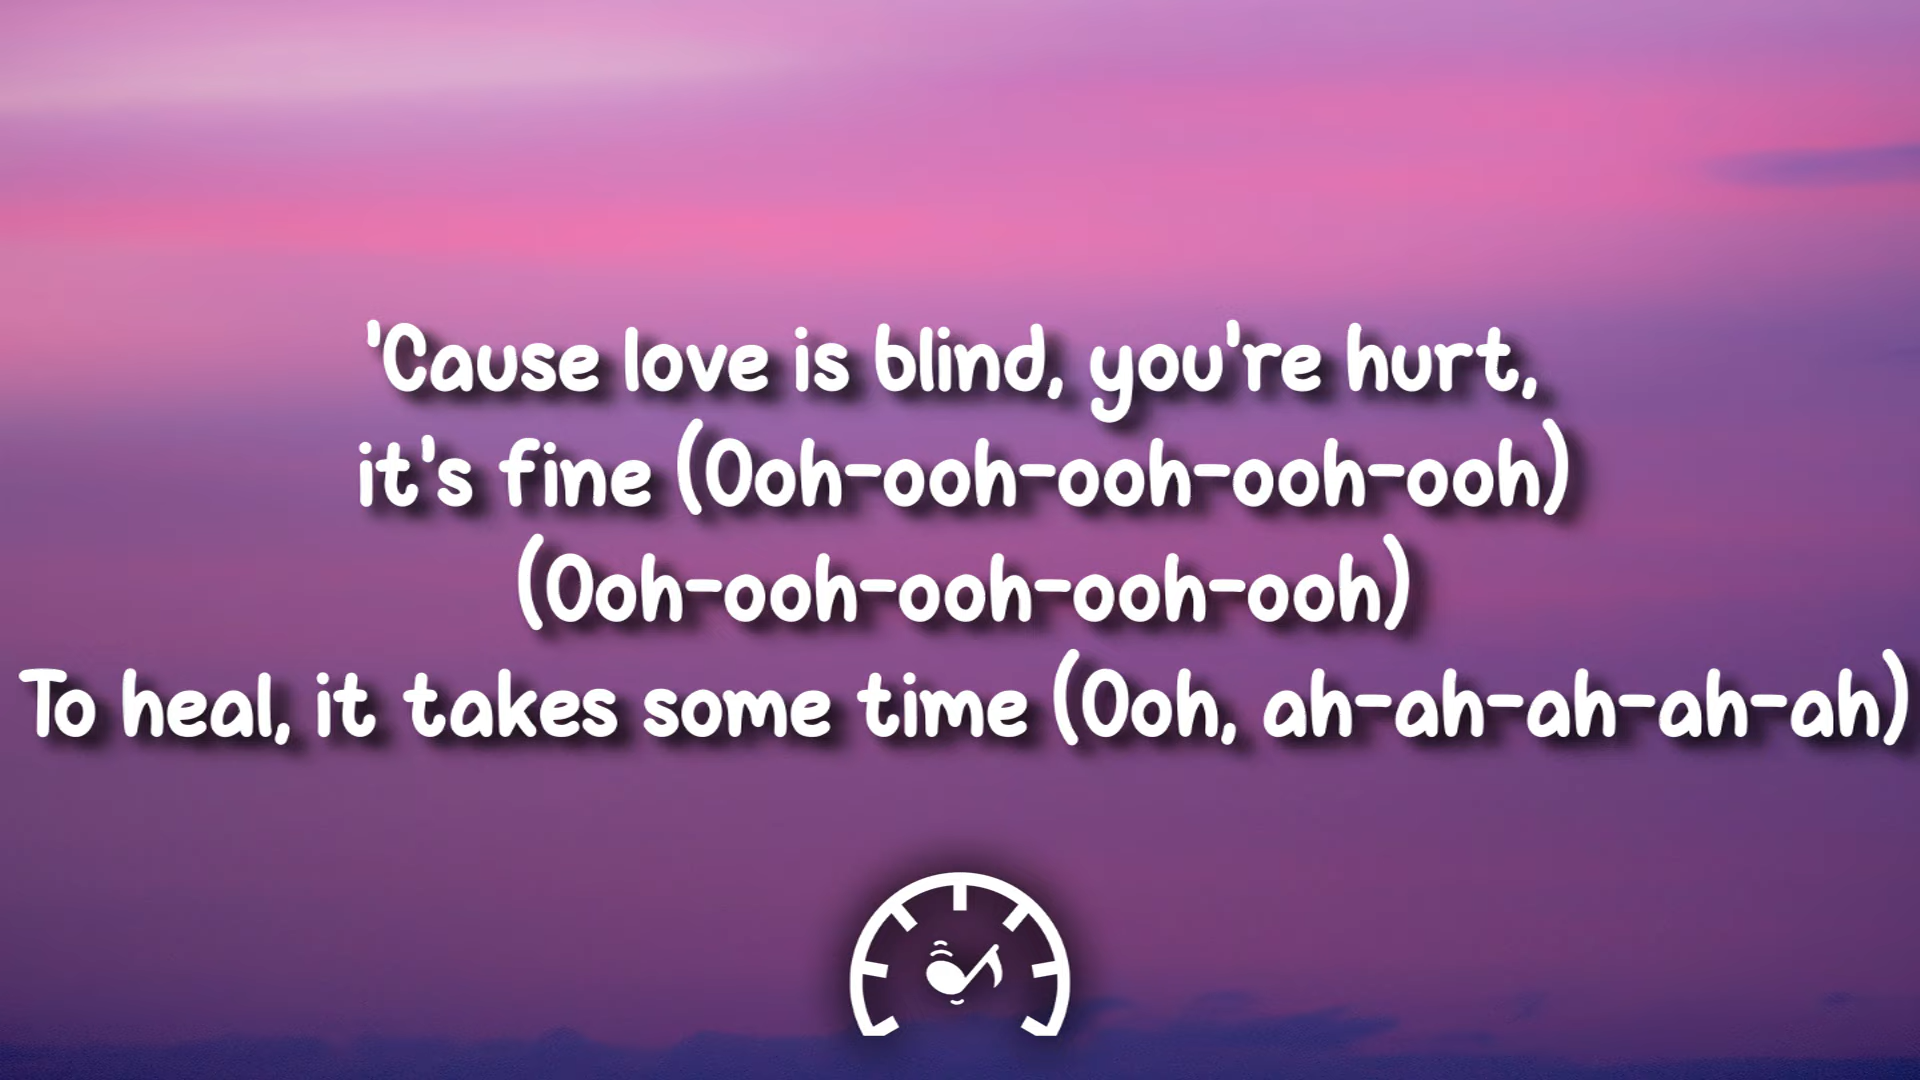 'Cause love is blind, you're hurt,
it's fine (Ooh-ooh-ooh-ooh-ooh)
(Ooh-ooh-ooh-ooh-ooh)
To heal, it takes some time (Ooh, ah-ah-ah-ah-ah)